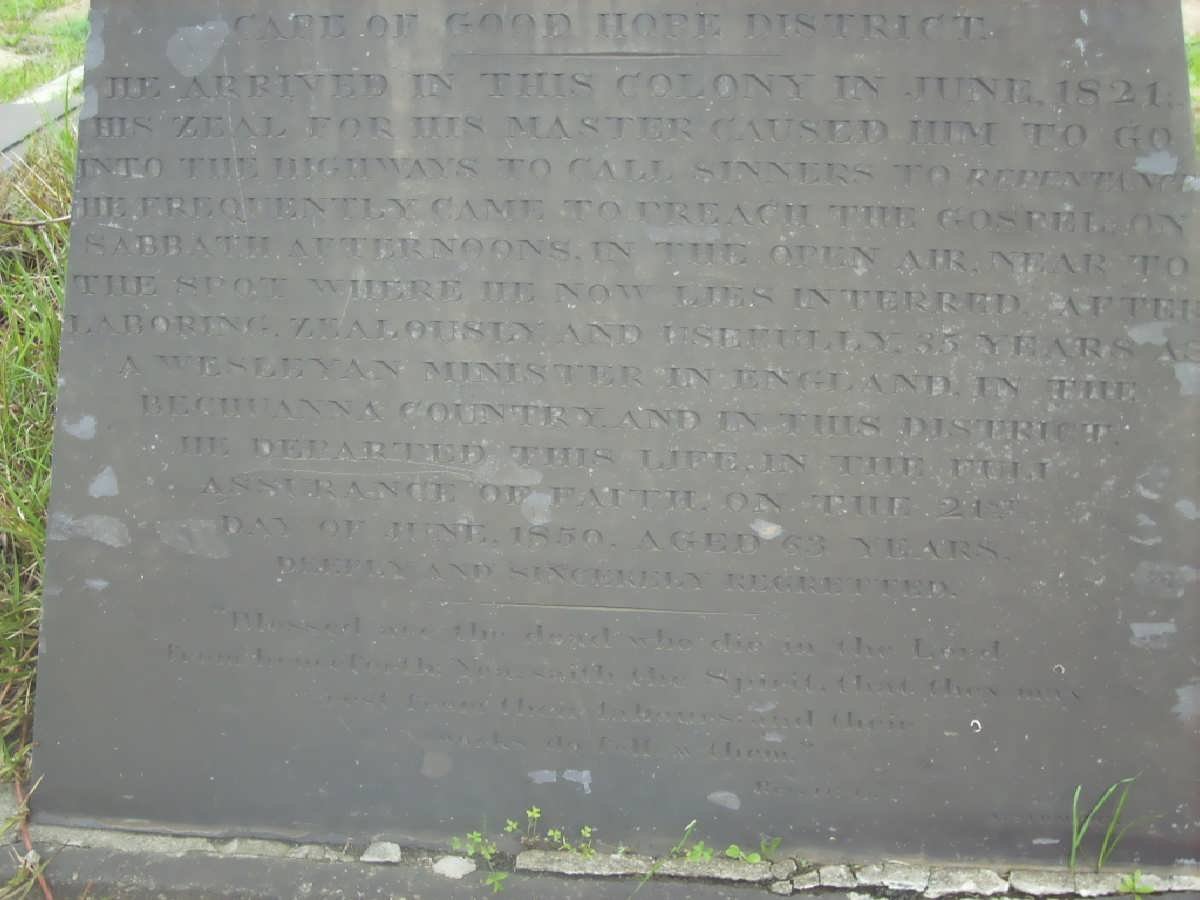 CAPE OF GOOD HOPE DISTRICT.
HE ARRIVED IN THIS COLONY IN JUNE, 1821;
HIS ZEAL FOR HIS MASTER CAUSED HIM TO GO
INTO THE HIGHWAYS TO CALL SINNERS TO REPENTANCE
HE FREQUENTLY CAME TO PREACH THE GOSPEL, ON
SABBATH, AFTERNOONS, IN THE OPEN AIR, NEAR TO
THE SPOT WHERE HE NOW LIES INTERRED. AFTER
LABORING, ZEALOUSLY AND USEFULLY, 35 YEARS AS
A WESLEYAN MINISTER IN ENGLAND, IN THE
BECHUANNA COUNTRY, AND IN THIS DISTRICT,
HE DEPARTED THIS LIFE, IN THE FULL
ASSURANCE OF FAITH, ON THE 21ST
DAY OF JUNE, 1850, AGED 63 YEARS,
DEEPLY AND SINCERELY REGRETTED.
"Blessed are the dead who die in the Lord
from henceforth. Yea, saith the Spirit, that they may
rest from their labours; and their
works do follow them."